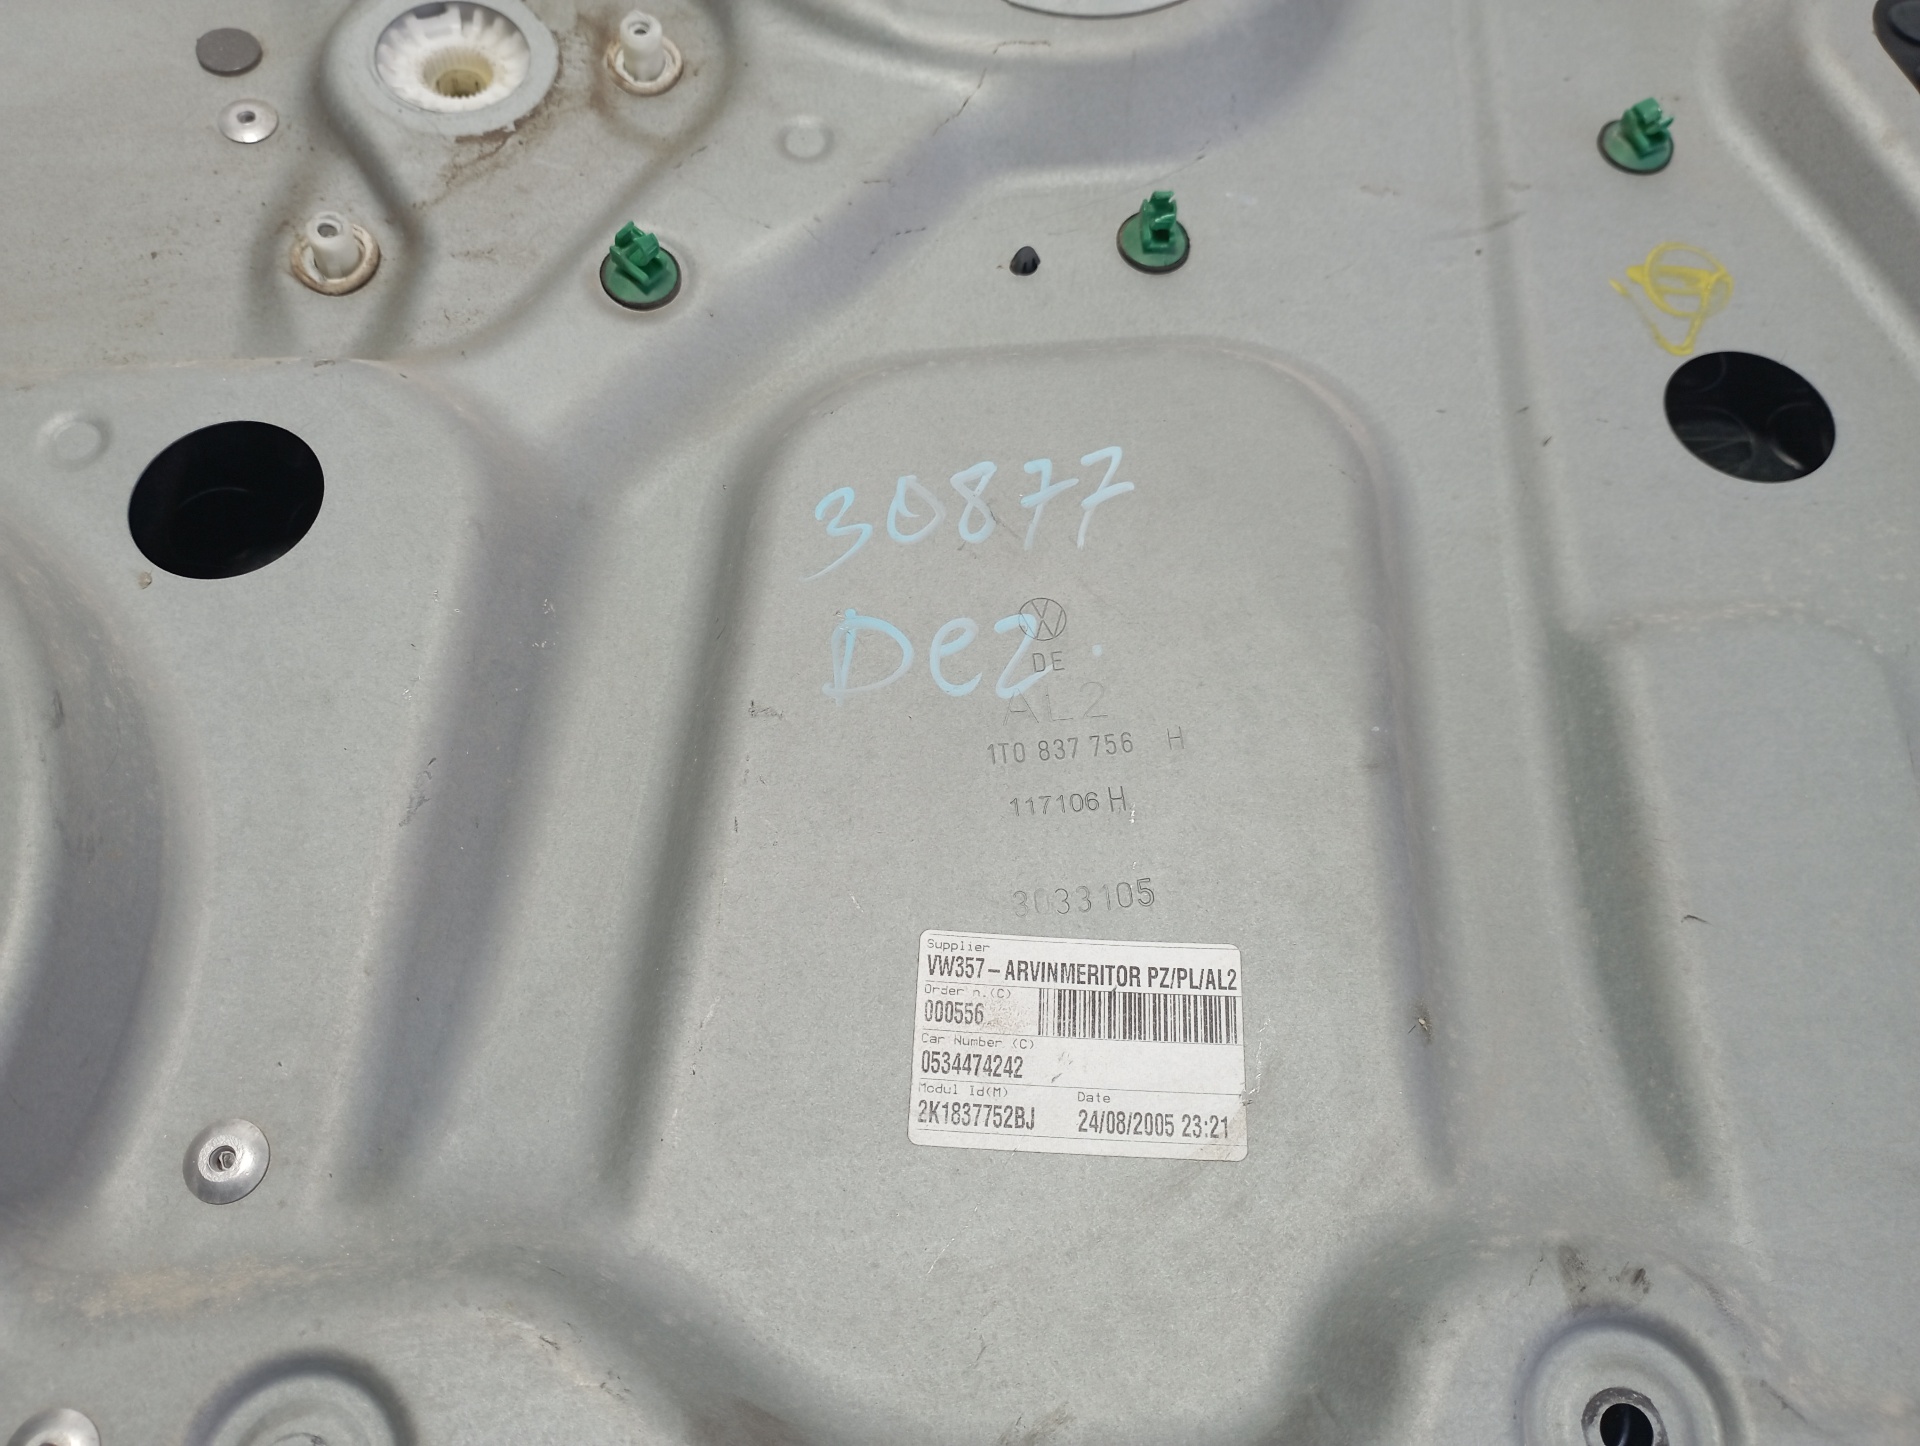 30877
Dez.
DE
AL2
1T0 837 756 H
117106 H
3033105
Supplier
VW357-ARVINMERITOR PZ/PL/AL2
Order n.(C)
000556
Car Number (C)
0534474242
Modul Id(M) Date
2K1837752BJ 24/08/2005 23:21